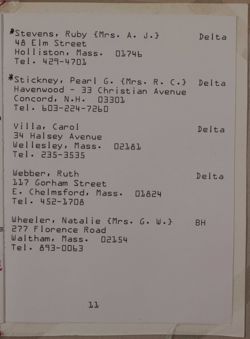 *Stevens, Ruby {Mrs. A. J.} Delta
48 Elm Street
Holliston, Mass. 01746
Tel. 429-4701
*Stickney, Pearl G. {Mrs. R. C.} Delta
Havenwood - 33 Christian Avenue
Concord, N.H. 03301
Tel. 603-224-7260
Villa, Carol Delta
34 Halsey Avenue
Wellesley, Mass. 02181
Tel. 235-3535
Webber, Ruth Delta
117 Gorham Street
E. Chelmsford, Mass. 01824
Tel. 452-1708
Wheeler, Natalie {Mrs. G. W.} BH
277 Florence Road
Waltham, Mass. 02154
Tel. 893-0063
11